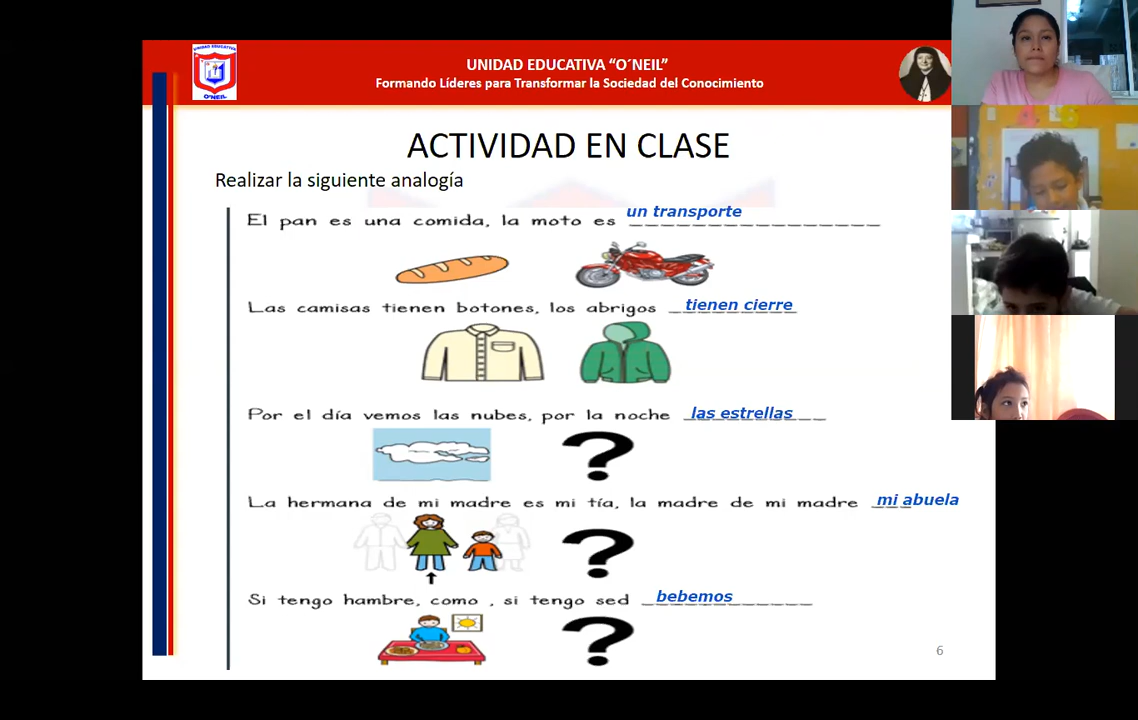 UNIDAD EDUCATIVA
O´NEIL
UNIDAD EDUCATIVA “O´NEIL”
Formando Líderes para Transformar la Sociedad del Conocimiento
ACTIVIDAD EN CLASE
Realizar la siguiente analogía
El pan es una comida, la moto es un transporte
Las camisas tienen botones, los abrigos tienen cierre
Por el día vemos las nubes, por la noche las estrellas
?
La hermana de mi madre es mi tía, la madre de mi madre mi abuela
?
Si tengo hambre, como , si tengo sed bebemos
?
6